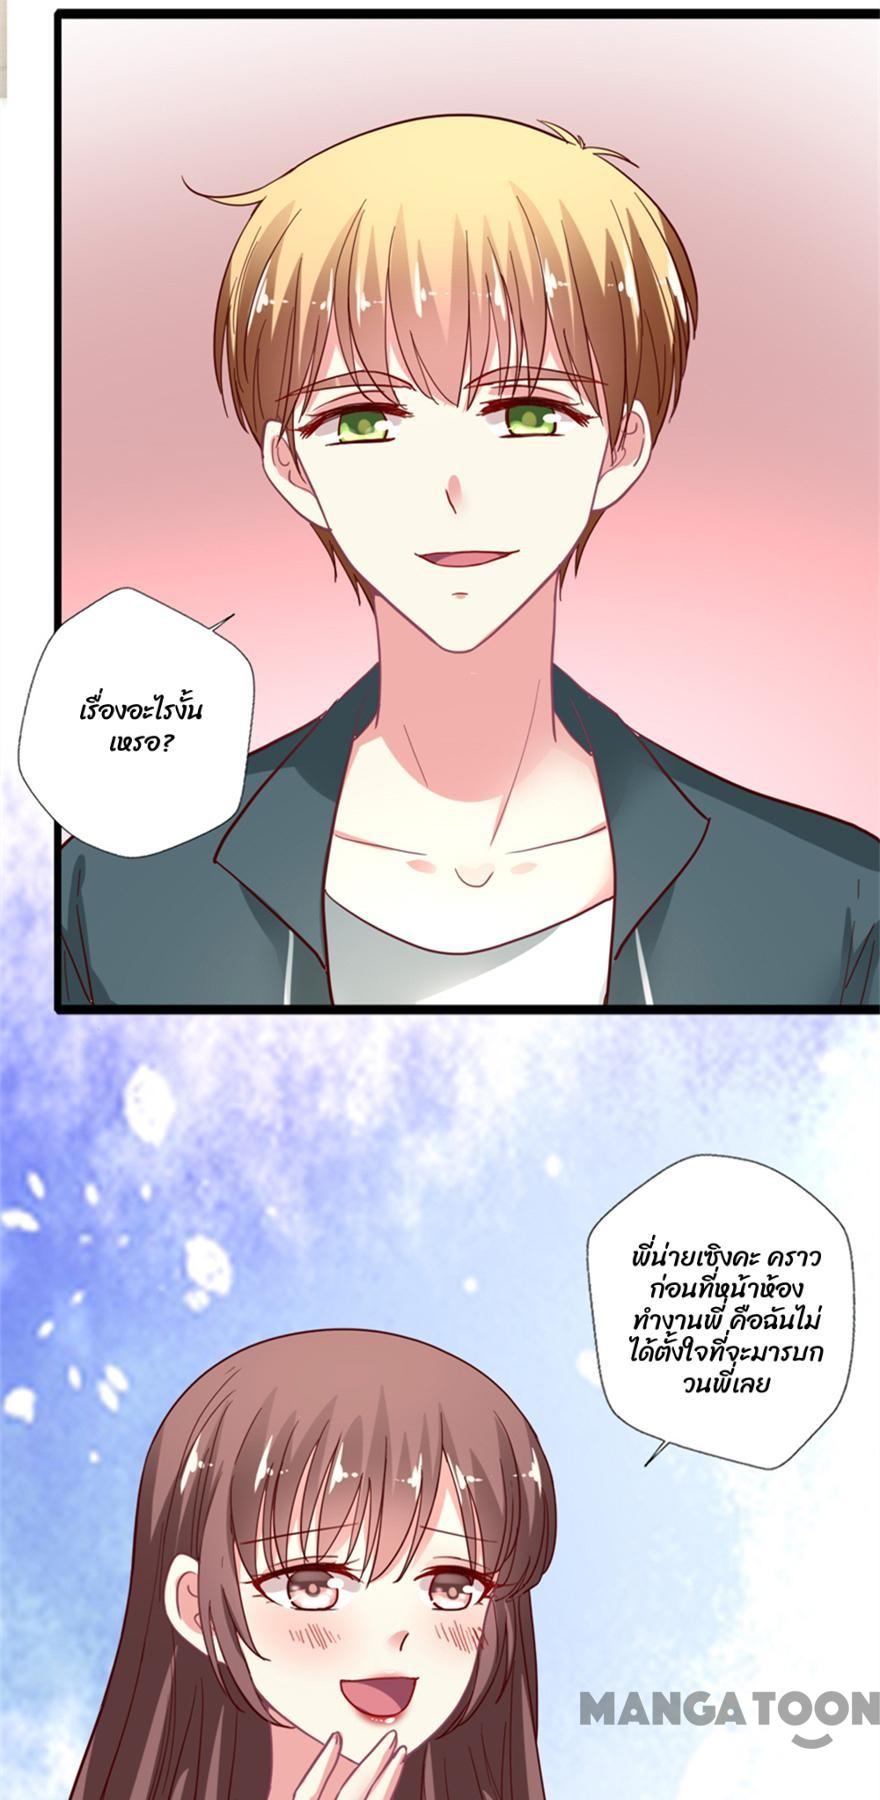 เรื่องอะไรงั้น
เหรอ?
พี่น่ายเซิงคะ คราว
ก่อนที่หน้าห้อง
ทำงานพี่ คือฉันไม่
ได้ตั้งใจที่จะมารบก
วนพี่เลย
MANGATOON